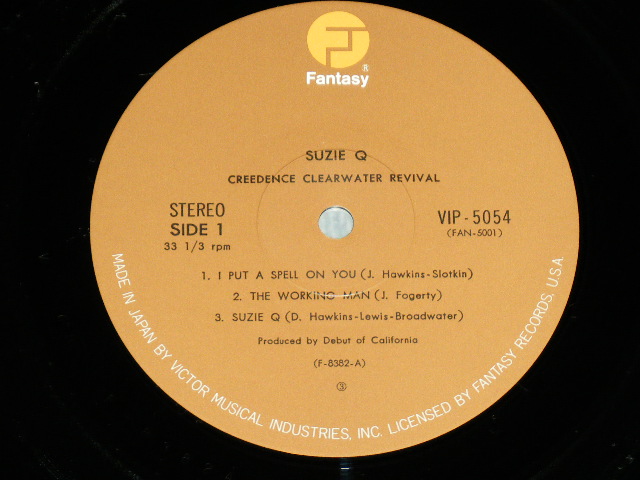 Fantasy®
SUZIE Q
CREEDENCE CLEARWATER REVIVAL
STEREO
SIDE 1
33 1/3 rpm
VIP-5054
(FAN-5001)
1. I PUT A SPELL ON YOU (J. Hawkins-Slotkin)
2. THE WORKING MAN (J. Fogerty)
3. SUZIE Q (D. Hawkins-Lewis-Broadwater)
Produced by Debut of California
(F-8382-A)
③
MADE IN JAPAN BY VICTOR MUSICAL INDUSTRIES, INC. LICENSED BY FANTASY RECORDS, U.S.A.